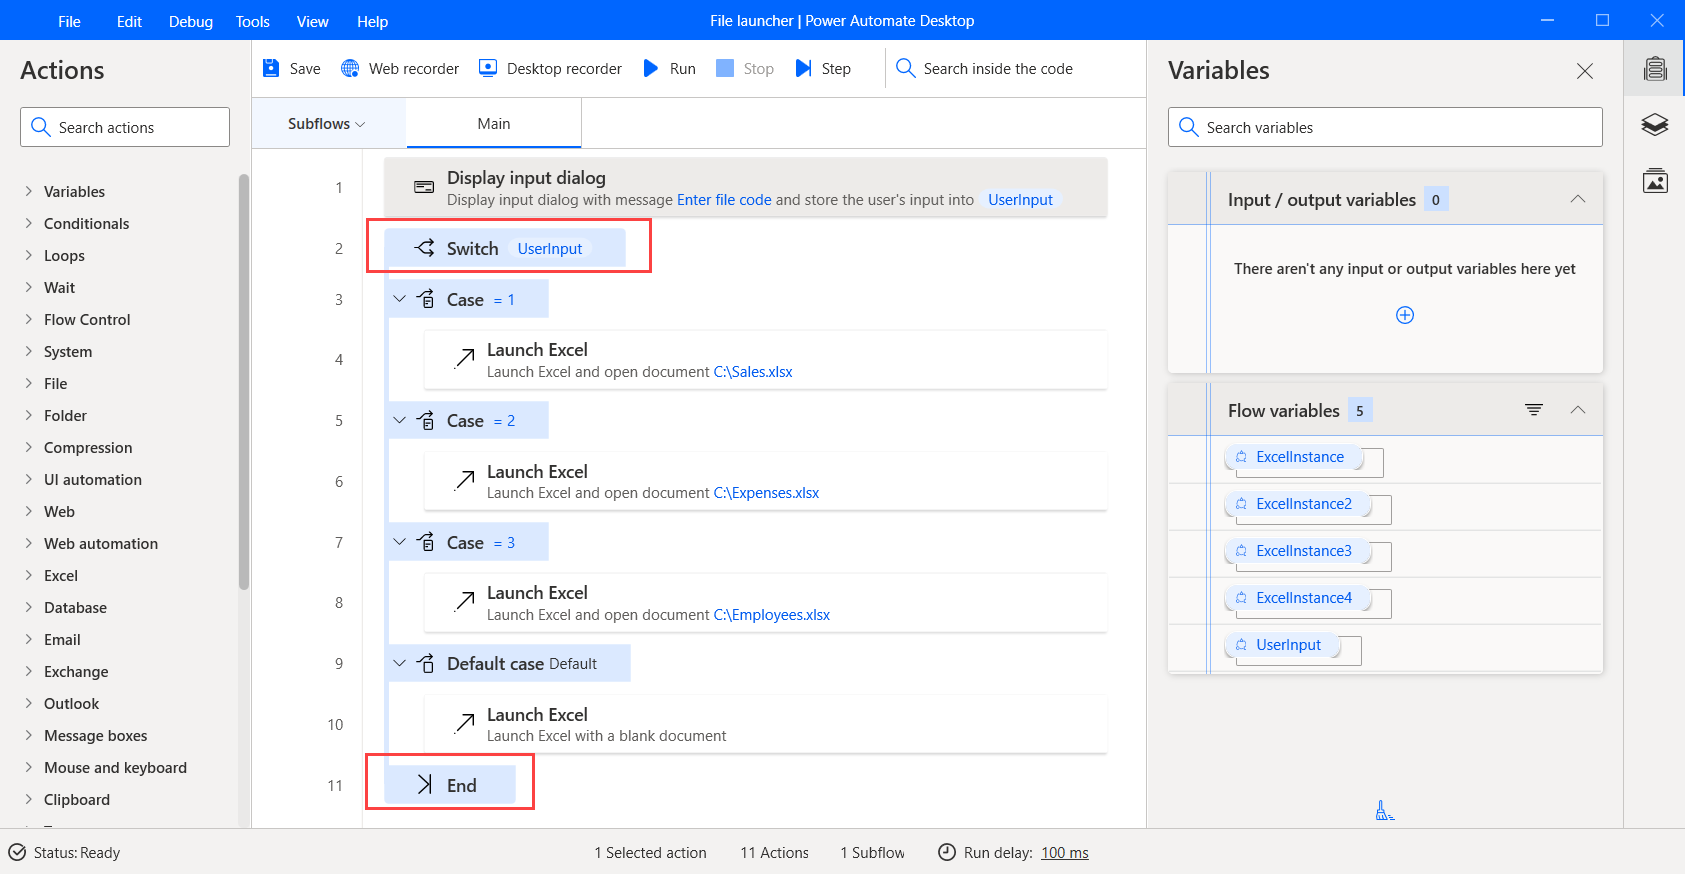 File Edit Debug Tools View Help
File launcher | Power Automate Desktop
Actions
Search actions
Variables
Conditionals
Loops
Wait
Flow Control
System
File
Folder
Compression
UI automation
Web
Web automation
Excel
Database
Email
Exchange
Outlook
Message boxes
Mouse and keyboard
Clipboard
Save Web recorder Desktop recorder Run Stop Step Search inside the code
Subflows Main
1 Display input dialog
Display input dialog with message Enter file code and store the user's input into UserInput
2 Switch UserInput
3 Case = 1
4 Launch Excel
Launch Excel and open document C:\Sales.xlsx
5 Case = 2
6 Launch Excel
Launch Excel and open document C:\Expenses.xlsx
7 Case = 3
8 Launch Excel
Launch Excel and open document C:\Employees.xlsx
9 Default case Default
10 Launch Excel
Launch Excel with a blank document
11 End
Variables
Search variables
Input / output variables 0
There aren't any input or output variables here yet
Flow variables 5
ExcelInstance
ExcelInstance2
ExcelInstance3
ExcelInstance4
UserInput
Status: Ready 1 Selected action 11 Actions 1 Subflow Run delay: 100 ms